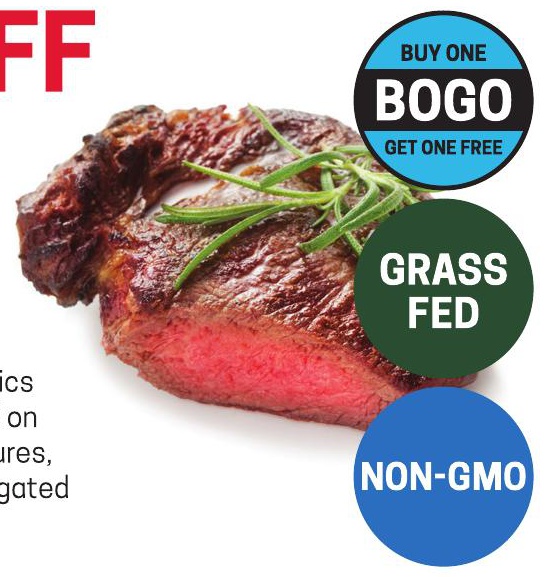 FF
BUY ONE
BOGO
GET ONE FREE
GRASS
FED
NON-GMO
ics
on
ures,
gated